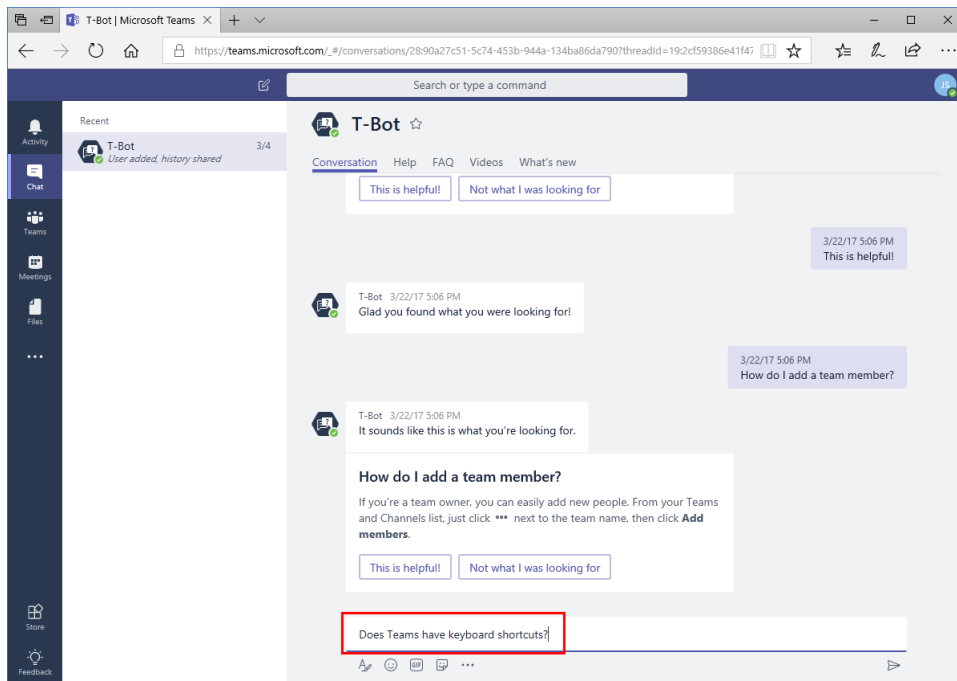 T-Bot | Microsoft Teams
https://teams.microsoft.com/_#/conversations/28:90a27c51-5c74-453b-944a-134ba86da790?threadId=19:2cf59386e41f47
Search or type a command
JS
Activity
Chat
Teams
Meetings
Files
Store
Feedback
Recent
T-Bot 3/4
User added, history shared
T-Bot
Conversation Help FAQ Videos What's new
This is helpful! Not what I was looking for
3/22/17 5:06 PM
This is helpful!
T-Bot 3/22/17 5:06 PM
Glad you found what you were looking for!
3/22/17 5:06 PM
How do I add a team member?
T-Bot 3/22/17 5:06 PM
It sounds like this is what you're looking for.
How do I add a team member?
If you're a team owner, you can easily add new people. From your Teams
and Channels list, just click ••• next to the team name, then click Add
members.
This is helpful! Not what I was looking for
Does Teams have keyboard shortcuts?
GIF